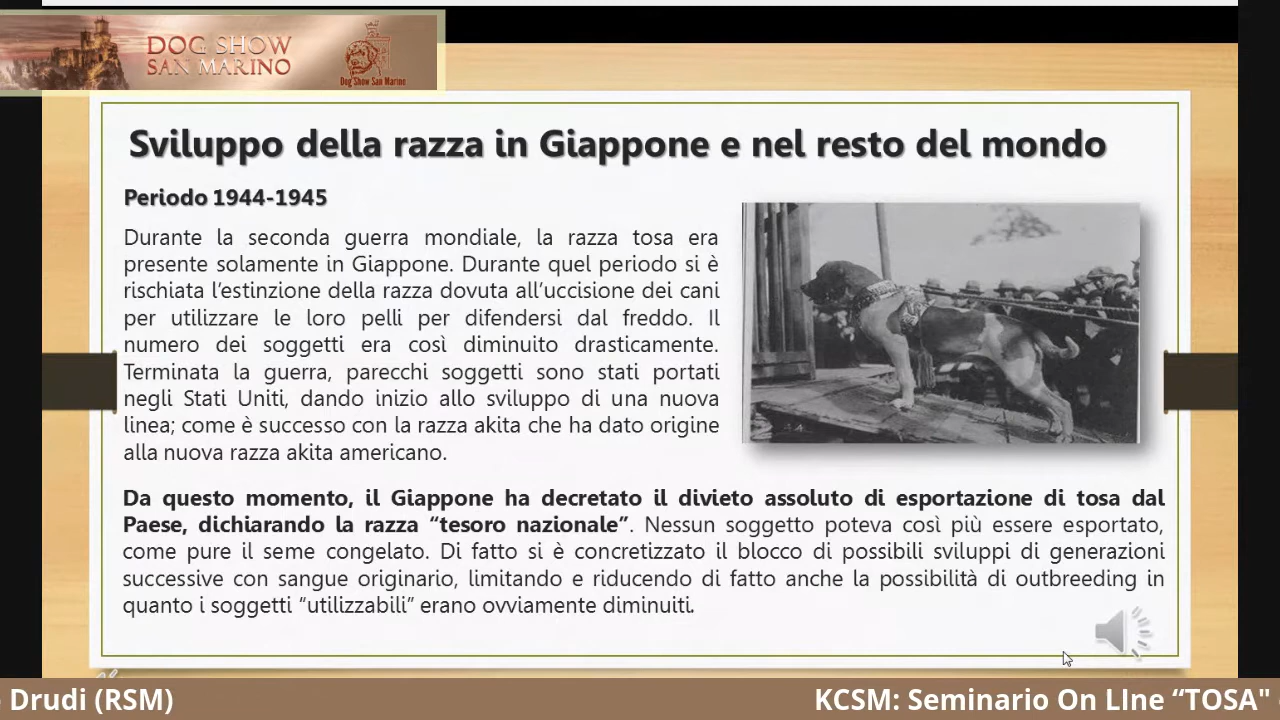 DOG SHOW
SAN MARINO
Dog Show San Marino
Sviluppo della razza in Giappone e nel resto del mondo
Periodo 1944-1945
Durante la seconda guerra mondiale, la razza tosa era
presente solamente in Giappone. Durante quel periodo si è
rischiata l’estinzione della razza dovuta all’uccisione dei cani
per utilizzare le loro pelli per difendersi dal freddo. Il
numero dei soggetti era così diminuito drasticamente.
Terminata la guerra, parecchi soggetti sono stati portati
negli Stati Uniti, dando inizio allo sviluppo di una nuova
linea; come è successo con la razza akita che ha dato origine
alla nuova razza akita americano.
Da questo momento, il Giappone ha decretato il divieto assoluto di esportazione di tosa dal
Paese, dichiarando la razza “tesoro nazionale”. Nessun soggetto poteva così più essere esportato,
come pure il seme congelato. Di fatto si è concretizzato il blocco di possibili sviluppi di generazioni
successive con sangue originario, limitando e riducendo di fatto anche la possibilità di outbreeding in
quanto i soggetti “utilizzabili” erano ovviamente diminuiti.
Drudi (RSM) KCSM: Seminario On LIne “TOSA"